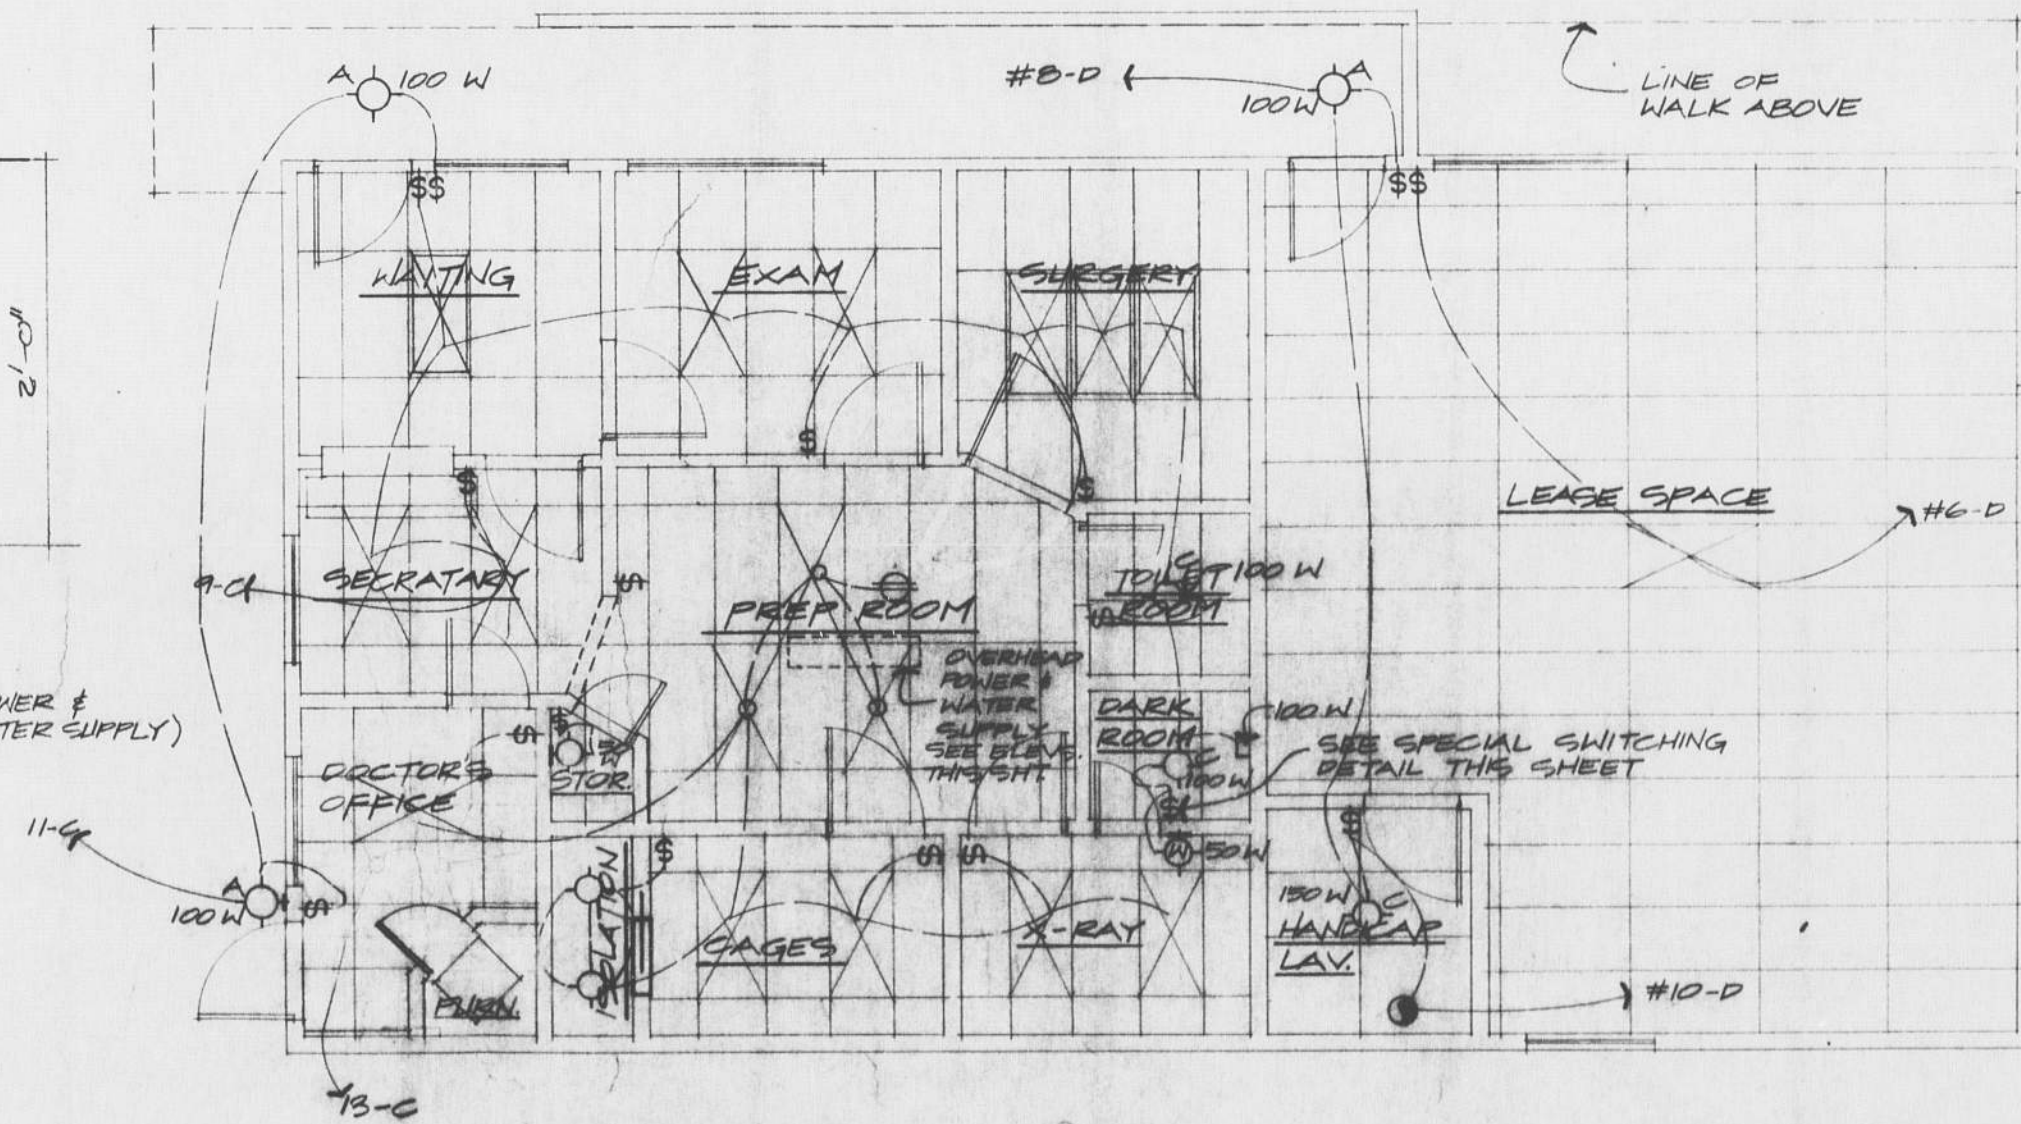 A 100 W
#8-D
A
100 W
LINE OF
WALK ABOVE
$$
$$
WAITING
EXAM
SURGERY
$
$
$
LEASE SPACE
#6-D
9-C
SECRATARY
$
PREP ROOM
C
TOILET 100 W
ROOM
$
OVERHEAD
POWER &
WATER
SUPPLY
SEE ELEVS.
THIS SHT.
WER &
TER SUPPLY)
DARK
ROOM
100 W
C
100 W
SEE SPECIAL SWITCHING
DETAIL THIS SHEET
$
$
STOR.
DOCTOR'S
OFFICE
11-C
$
$
$
$
W 50 W
A
100 W
$
ISOLATION
CAGES
X-RAY
150 W C
HANDICAP
LAV.
FURN.
#10-D
13-C